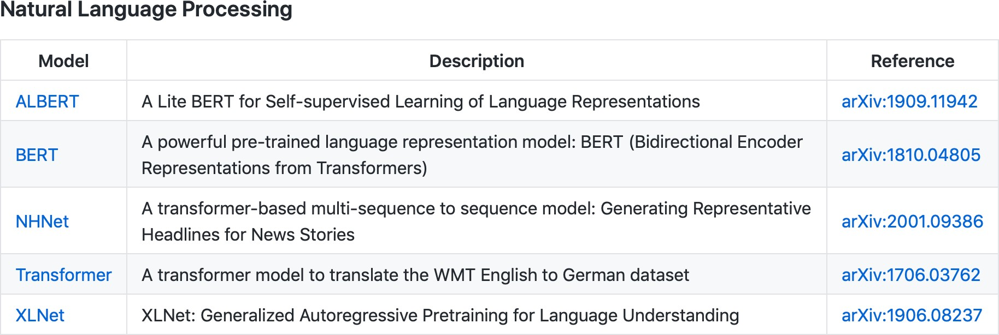 Natural Language Processing
Model Description Reference
ALBERT A Lite BERT for Self-supervised Learning of Language Representations arXiv:1909.11942
BERT A powerful pre-trained language representation model: BERT (Bidirectional Encoder
Representations from Transformers) arXiv:1810.04805
NHNet A transformer-based multi-sequence to sequence model: Generating Representative
Headlines for News Stories arXiv:2001.09386
Transformer A transformer model to translate the WMT English to German dataset arXiv:1706.03762
XLNet XLNet: Generalized Autoregressive Pretraining for Language Understanding arXiv:1906.08237